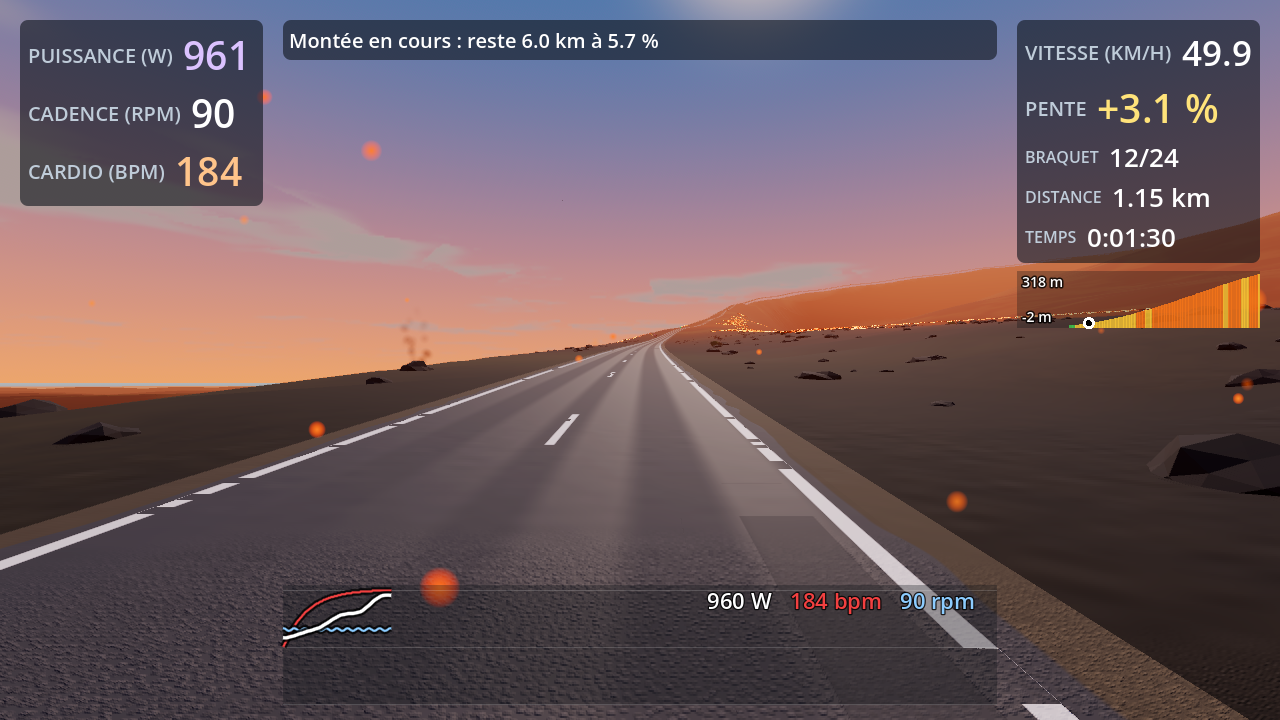 PUISSANCE (W) 961
CADENCE (RPM) 90
CARDIO (BPM) 184
Montée en cours : reste 6.0 km à 5.7 %
VITESSE (KM/H) 49.9
PENTE +3.1 %
BRAQUET 12/24
DISTANCE 1.15 km
TEMPS 0:01:30
318 m
-2 m
960 W 184 bpm 90 rpm